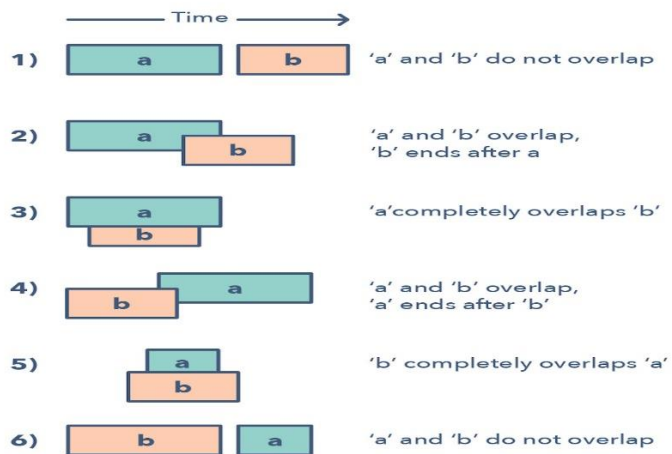 Time
1) a b 'a' and 'b' do not overlap
2) a b 'a' and 'b' overlap,
'b' ends after a
3) a b 'a'completely overlaps 'b'
4) a b 'a' and 'b' overlap,
'a' ends after 'b'
5) a b 'b' completely overlaps 'a'
6) b a 'a' and 'b' do not overlap